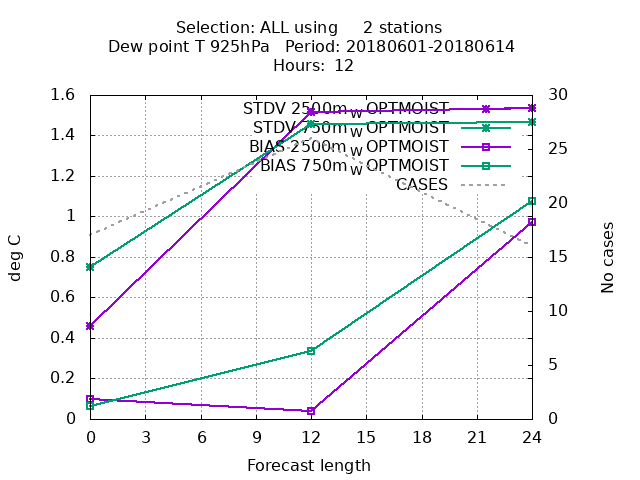 Selection: ALL using     2 stations
Dew point T 925hPa   Period: 20180601-20180614
Hours: 12
STDV 2500m_W OPTMOIST
STDV 750m_W OPTMOIST
BIAS 2500m_W OPTMOIST
BIAS 750m_W OPTMOIST
CASES
1.6
1.4
1.2
1
0.8
0.6
0.4
0.2
0
deg C
30
25
20
15
10
5
0
No cases
0 3 6 9 12 15 18 21 24
Forecast length